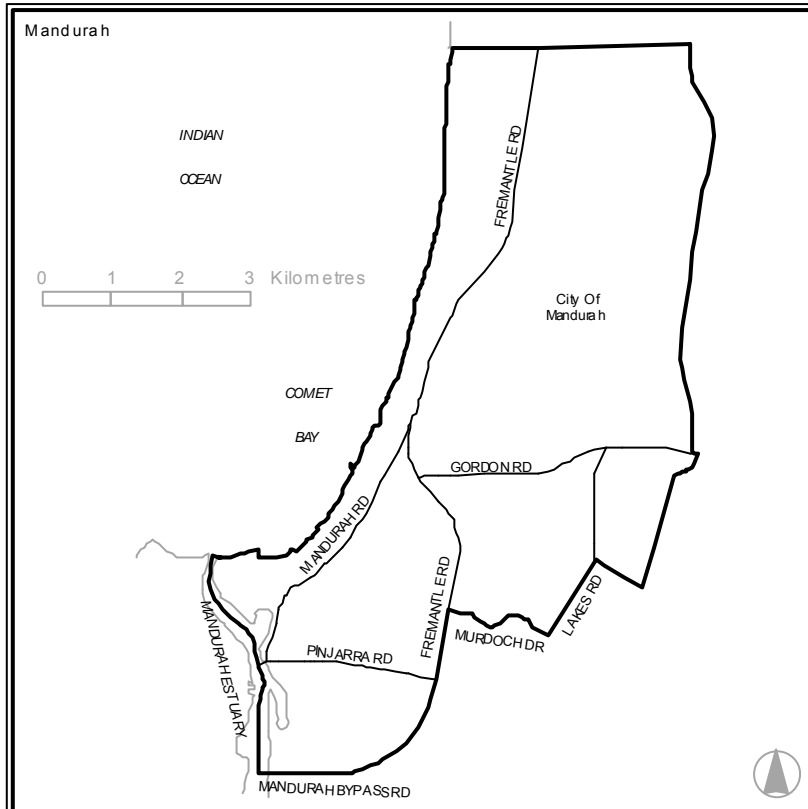 Mandurah
INDIAN
OCEAN
FREMANTLE RD
0 1 2 3 Kilometres
City Of
Mandurah
COMET
BAY
GORDON RD
MANDURAH RD
FREMANTLE RD
LAKES RD
MURDOCH DR
MANDURAH ESTUARY
PINJARRA RD
MANDURAH BYPASS RD